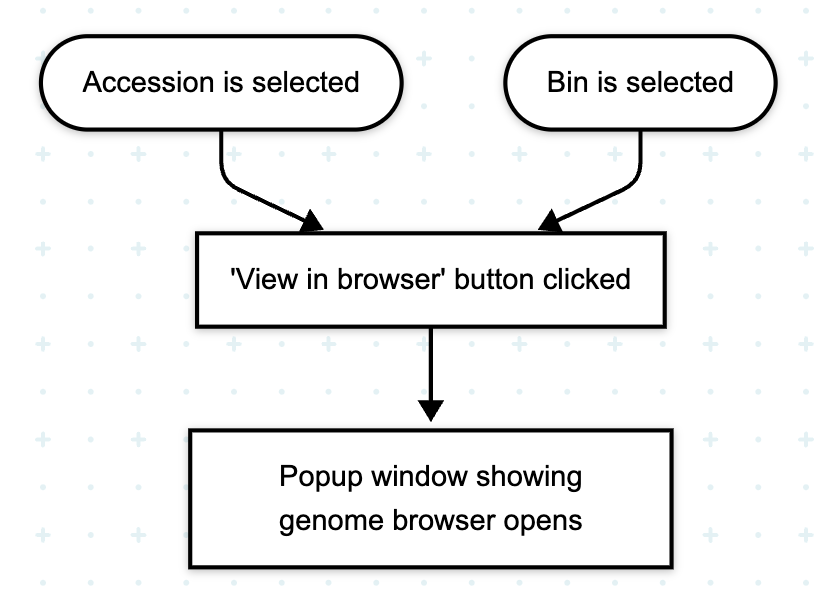 Accession is selected
Bin is selected
'View in browser' button clicked
Popup window showing
genome browser opens